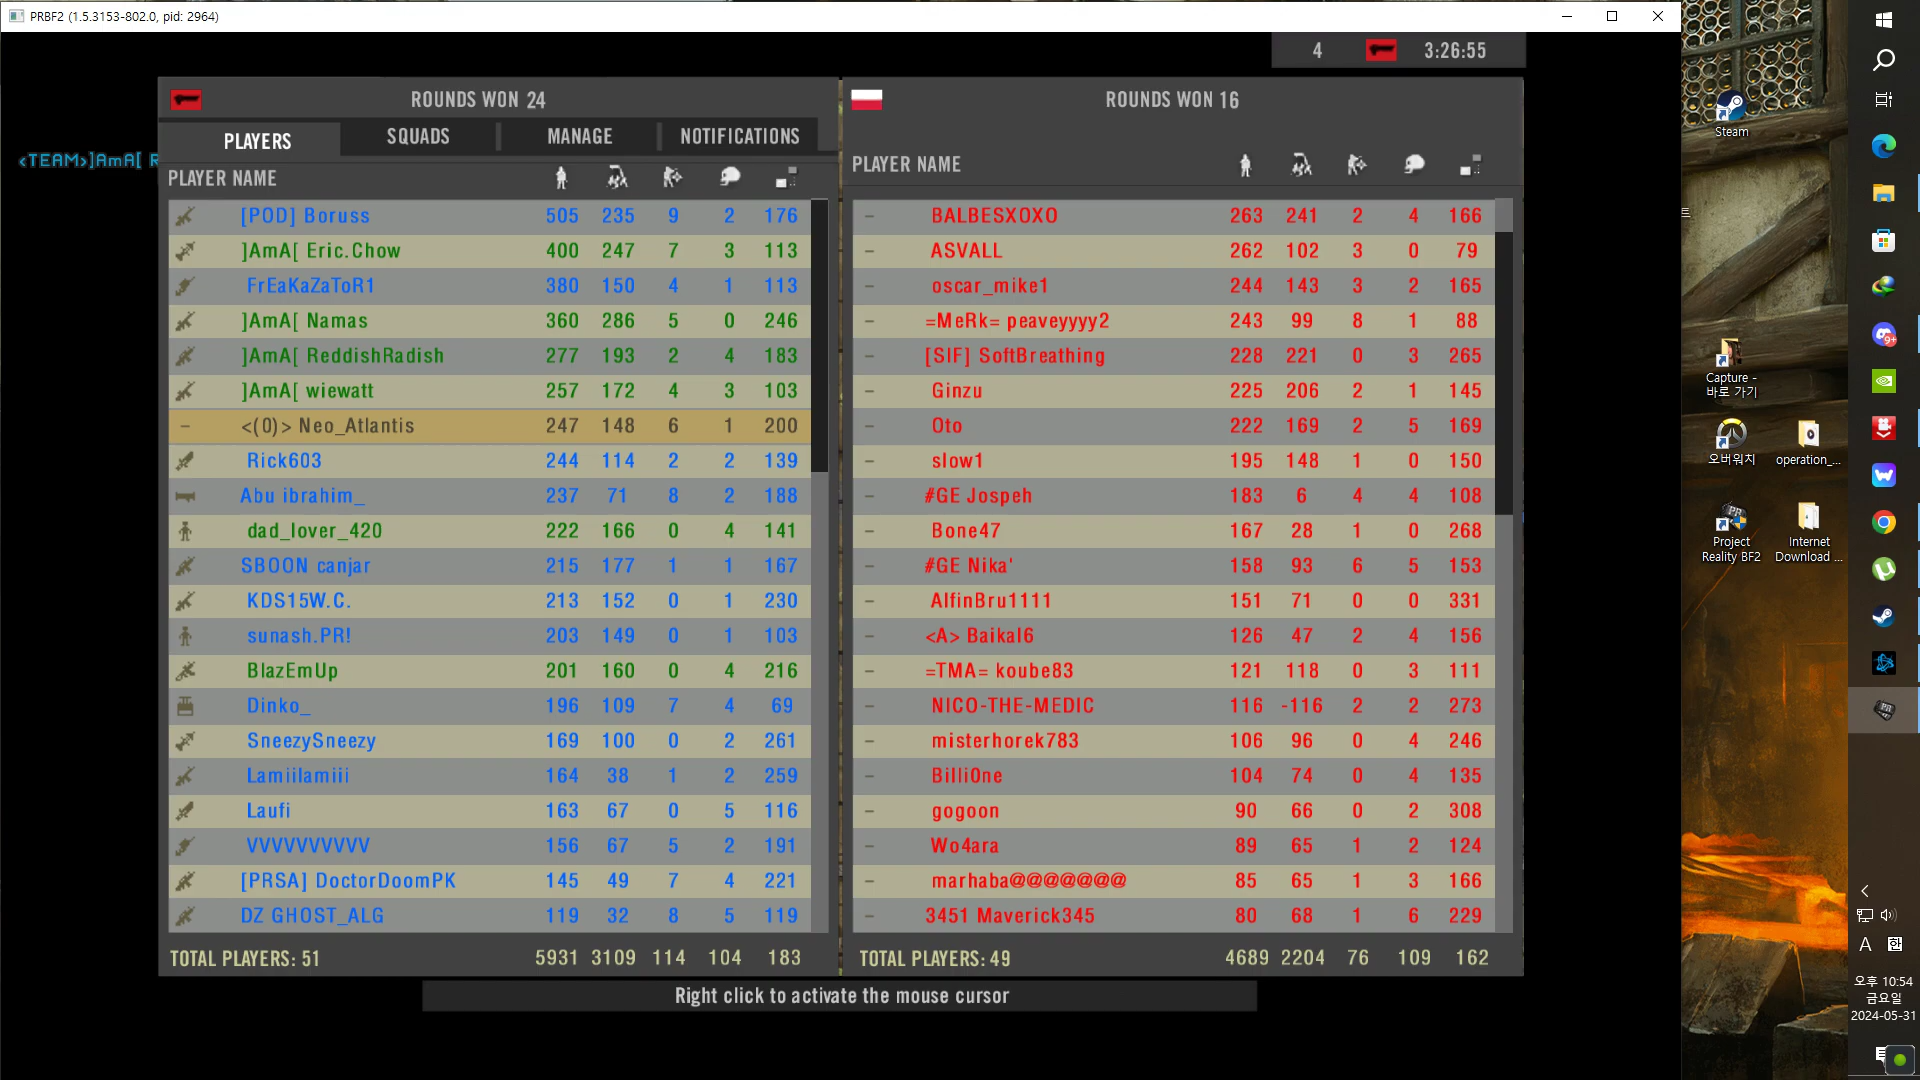 PRBF2 (1.5.3153-802.0, pid: 2964)
4 3:26:55
ROUNDS WON 24
PLAYERS SQUADS MANAGE NOTIFICATIONS
<TEAM>]AmA[ R
PLAYER NAME
[POD] Boruss 505 235 9 2 176
]AmA[ Eric.Chow 400 247 7 3 113
FrEaKaZaToR1 380 150 4 1 113
]AmA[ Namas 360 286 5 0 246
]AmA[ ReddishRadish 277 193 2 4 183
]AmA[ wiewatt 257 172 4 3 103
– <(0)> Neo_Atlantis 247 148 6 1 200
Rick603 244 114 2 2 139
Abu ibrahim_ 237 71 8 2 188
dad_lover_420 222 166 0 4 141
SBOON canjar 215 177 1 1 167
KDS15W.C. 213 152 0 1 230
sunash.PR! 203 149 0 1 103
BlazEmUp 201 160 0 4 216
Dinko_ 196 109 7 4 69
SneezySneezy 169 100 0 2 261
Lamiilamiii 164 38 1 2 259
Laufi 163 67 0 5 116
VVVVVVVVVV 156 67 5 2 191
[PRSA] DoctorDoomPK 145 49 7 4 221
DZ GHOST_ALG 119 32 8 5 119
TOTAL PLAYERS: 51 5931 3109 114 104 183
ROUNDS WON 16
PLAYER NAME
– BALBESXOXO 263 241 2 4 166
– ASVALL 262 102 3 0 79
– oscar_mike1 244 143 3 2 165
– =MeRk= peaveyyyy2 243 99 8 1 88
– [SIF] SoftBreathing 228 221 0 3 265
– Ginzu 225 206 2 1 145
– Oto 222 169 2 5 169
– slow1 195 148 1 0 150
– #GE Jospeh 183 6 4 4 108
– Bone47 167 28 1 0 268
– #GE Nika' 158 93 6 5 153
– AlfinBru1111 151 71 0 0 331
– <A> Baikal6 126 47 2 4 156
– =TMA= koube83 121 118 0 3 111
– NICO-THE-MEDIC 116 -116 2 2 273
– misterhorek783 106 96 0 4 246
– BilliOne 104 74 0 4 135
– gogoon 90 66 0 2 308
– Wo4ara 89 65 1 2 124
– marhaba@@@@@@@ 85 65 1 3 166
– 3451 Maverick345 80 68 1 6 229
TOTAL PLAYERS: 49 4689 2204 76 109 162
Right click to activate the mouse cursor
Steam
트
Capture -
바로 가기
오버워치
operation_...
Project
Reality BF2
Internet
Download ...
9+
A 한
오후 10:54
금요일
2024-05-31